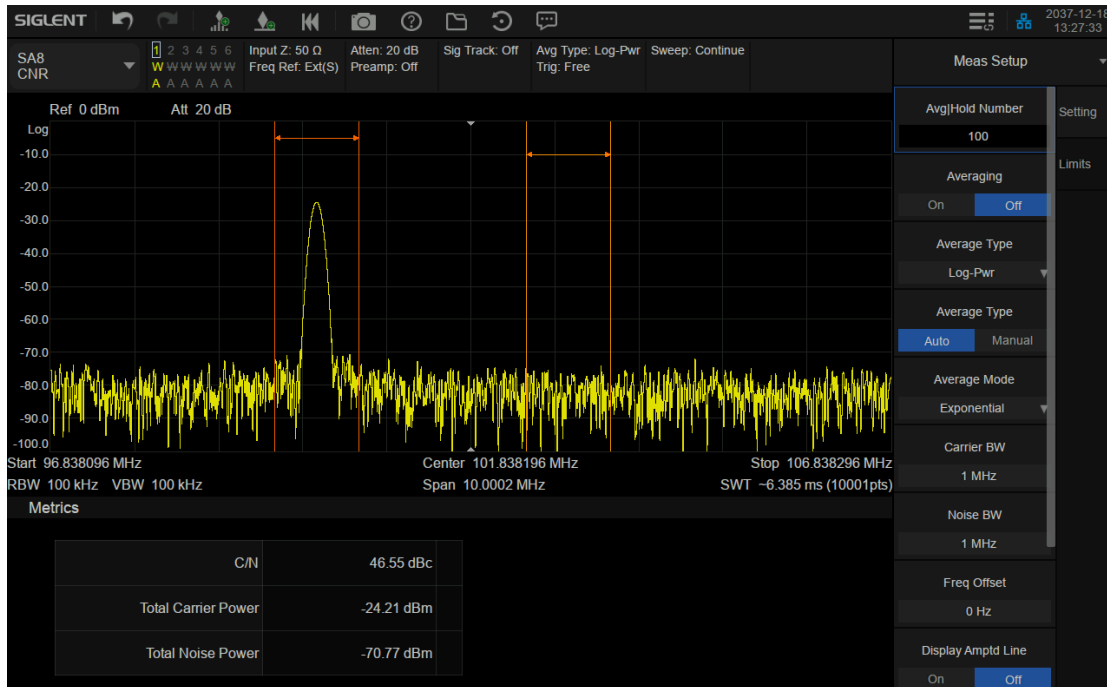 SIGLENT
2037-12-18
13:27:33
SA8
CNR
1 2 3 4 5 6
W W W W W W
A A A A A A
Input Z: 50 Ω
Freq Ref: Ext(S)
Atten: 20 dB
Preamp: Off
Sig Track: Off
Avg Type: Log-Pwr
Trig: Free
Sweep: Continue
Meas Setup
Ref 0 dBm Att 20 dB
Log
-10.0
-20.0
-30.0
-40.0
-50.0
-60.0
-70.0
-80.0
-90.0
-100.0
Start 96.838096 MHz Center 101.838196 MHz Stop 106.838296 MHz
RBW 100 kHz VBW 100 kHz Span 10.0002 MHz SWT ~6.385 ms (10001pts)
Metrics
C/N 46.55 dBc
Total Carrier Power -24.21 dBm
Total Noise Power -70.77 dBm
Avg|Hold Number
100
Averaging
On Off
Average Type
Log-Pwr
Average Type
Auto Manual
Average Mode
Exponential
Carrier BW
1 MHz
Noise BW
1 MHz
Freq Offset
0 Hz
Display Amptd Line
On Off
Setting
Limits